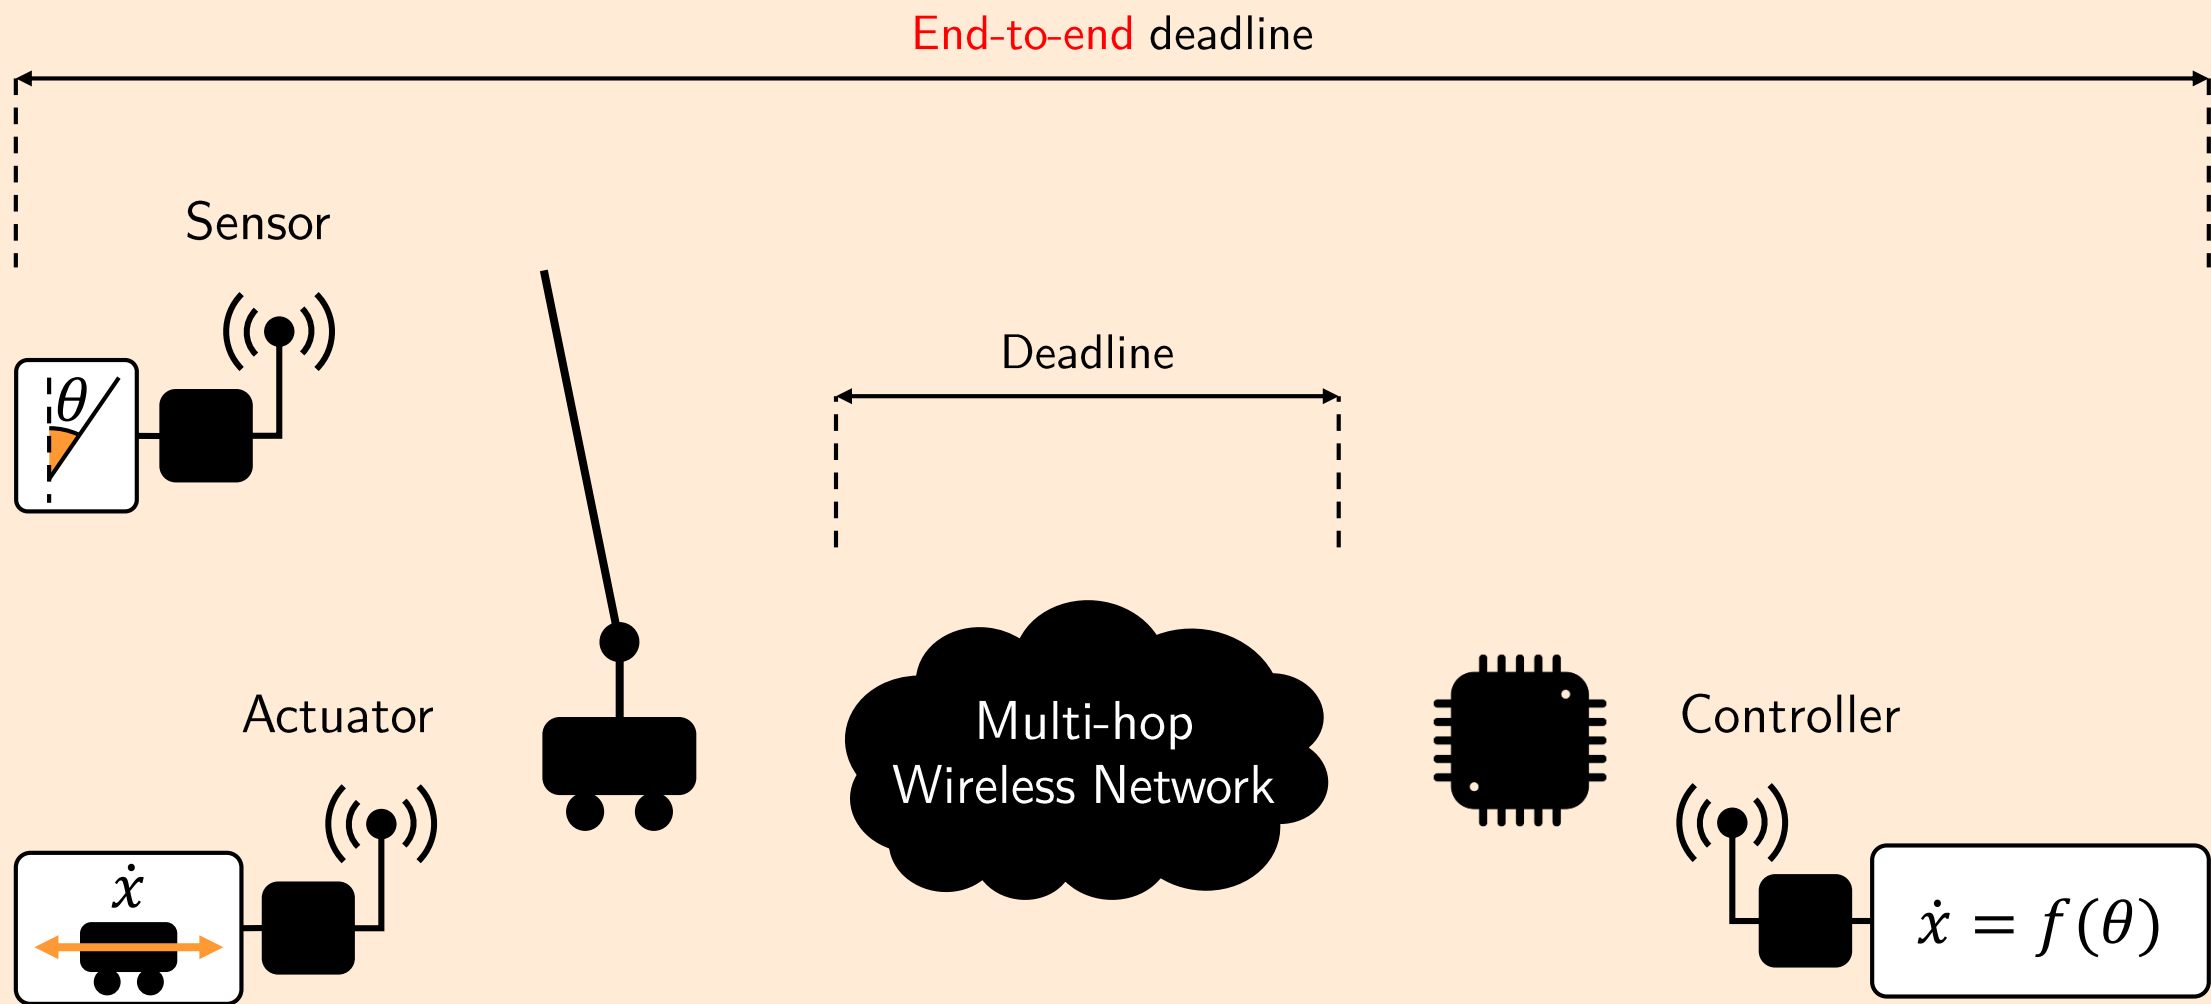 End-to-end deadline
Sensor
Deadline
θ
Actuator
Multi-hop
Wireless Network
Controller
ẋ
ẋ = f(θ)